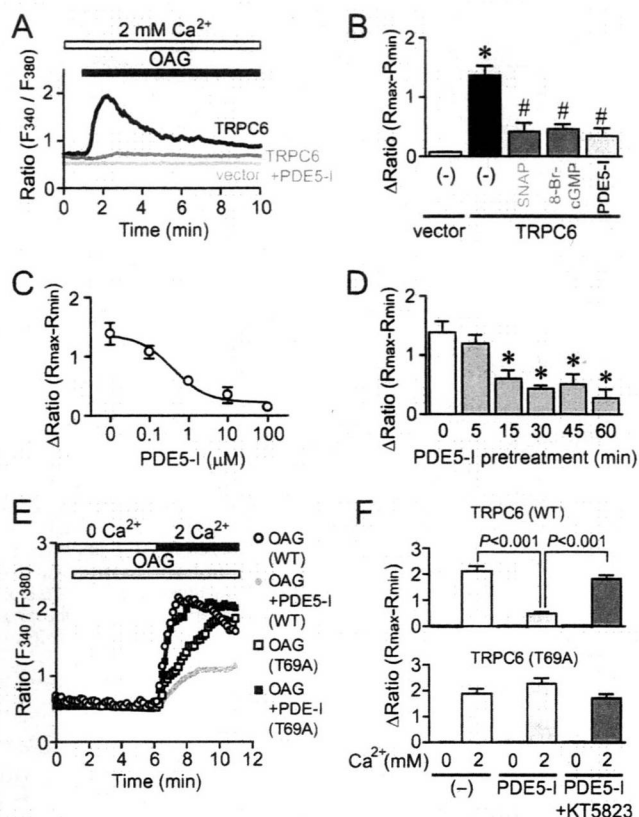 A
2 mM Ca²⁺
OAG
Ratio (F340 / F380)
2
1
0
TRPC6
TRPC6
+PDE5-I
vector
0 2 4 6 8 10
Time (min)
B
ΔRatio (Rmax-Rmin)
2
1
0
*
# # #
(-) (-) SNAP 8-Br-cGMP PDE5-I
vector TRPC6
C
ΔRatio (Rmax-Rmin)
2
1
0
0 0.1 1 10 100
PDE5-I (μM)
D
ΔRatio (Rmax-Rmin)
2
1
0
* * * *
0 5 15 30 45 60
PDE5-I pretreatment (min)
E
0 Ca²⁺ 2 Ca²⁺
OAG
Ratio (F340 / F380)
3
2
1
0
0 2 4 6 8 10 12
Time (min)
OAG
(WT)
OAG
+PDE5-I
(WT)
OAG
(T69A)
OAG
+PDE-I
(T69A)
F
TRPC6 (WT)
P<0.001 P<0.001
3
2
1
0
ΔRatio (Rmax-Rmin)
TRPC6 (T69A)
3
2
1
0
Ca²⁺(mM) 0 2 0 2 0 2
(–) PDE5-I PDE5-I
+KT5823